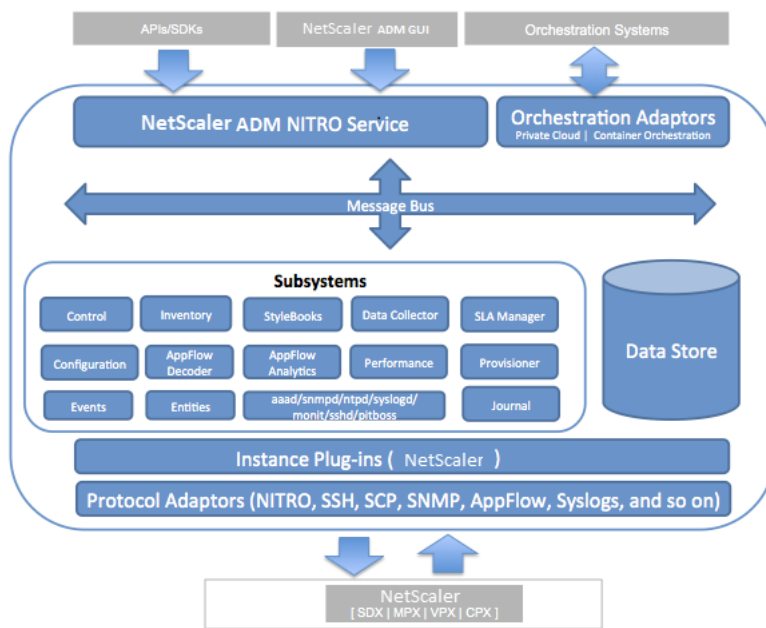 APIs/SDKs
NetScaler ADM GUI
Orchestration Systems
NetScaler ADM NITRO Service
Orchestration Adaptors
Private Cloud | Container Orchestration
Message Bus
Subsystems
Control
Inventory
StyleBooks
Data Collector
SLA Manager
Configuration
AppFlow
Decoder
AppFlow
Analytics
Performance
Provisioner
Events
Entities
aaad/snmpd/ntpd/syslogd/
monit/sshd/pitboss
Journal
Data Store
Instance Plug-ins ( NetScaler )
Protocol Adaptors (NITRO, SSH, SCP, SNMP, AppFlow, Syslogs, and so on)
NetScaler
[ SDX | MPX | VPX | CPX ]